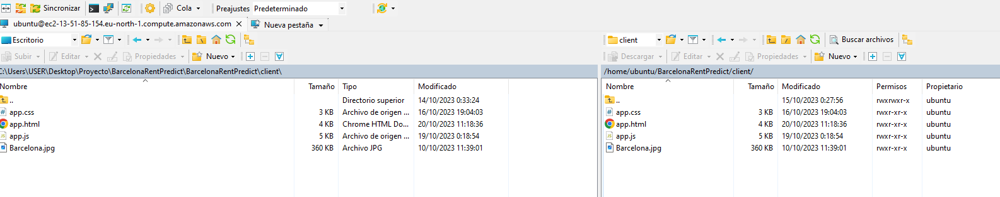 Sincronizar Cola Preajustes Predeterminado
ubuntu@ec2-13-51-85-154.eu-north-1.compute.amazonaws.com Nueva pestaña
Escritorio
Subir Editar Propiedades Nuevo
C:\Users\USER\Desktop\Proyecto\BarcelonaRentPredict\BarcelonaRentPredict\client\
Nombre Tamaño Tipo Modificado
.. Directorio superior 14/10/2023 0:33:24
app.css 3 KB Archivo de origen ... 16/10/2023 19:04:03
app.html 4 KB Chrome HTML Do... 20/10/2023 11:18:36
app.js 5 KB Archivo de origen ... 19/10/2023 0:18:54
Barcelona.jpg 360 KB Archivo JPG 10/10/2023 11:39:01
client Buscar archivos
Descargar Editar Propiedades Nuevo
/home/ubuntu/BarcelonaRentPredict/client/
Nombre Tamaño Modificado Permisos Propietario
.. 15/10/2023 0:27:56 rwxrwxr-x ubuntu
app.css 3 KB 16/10/2023 19:04:03 rwxr-xr-x ubuntu
app.html 4 KB 20/10/2023 11:18:36 rwxr-xr-x ubuntu
app.js 5 KB 19/10/2023 0:18:54 rwxr-xr-x ubuntu
Barcelona.jpg 360 KB 10/10/2023 11:39:01 rwxr-xr-x ubuntu